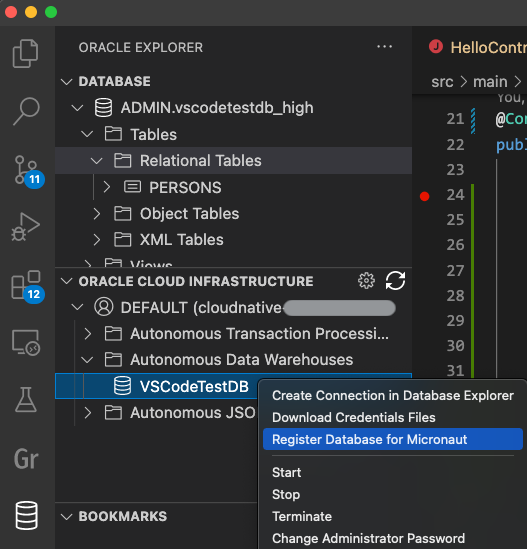 ORACLE EXPLORER
HelloContr
DATABASE
src > main >
ADMIN.vscodetestdb_high
You,
21 @Con
Tables
22 publ
Relational Tables
23
PERSONS
24
Object Tables
25
XML Tables
26
Views
27
ORACLE CLOUD INFRASTRUCTURE
28
DEFAULT (cloudnative
29
Autonomous Transaction Processi...
30
Autonomous Data Warehouses
31
VSCodeTestDB
Autonomous JSO
Create Connection in Database Explorer
Download Credentials Files
Register Database for Micronaut
Start
Stop
Terminate
Change Administrator Password
BOOKMARKS
11
12
Gr
J